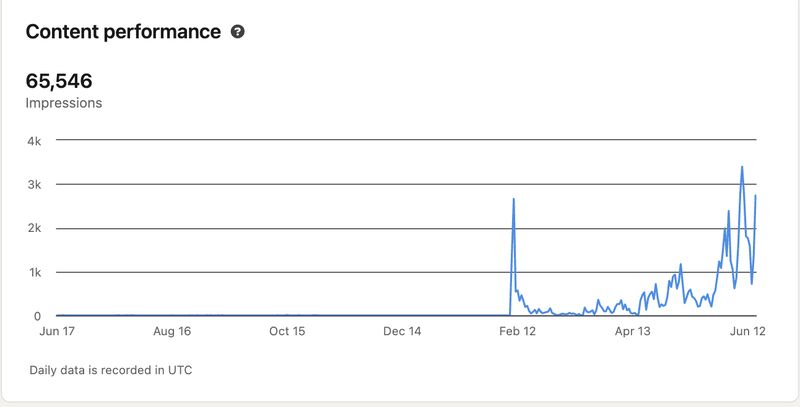 Content performance ?
65,546
Impressions
4k
3k
2k
1k
0
Jun 17 Aug 16 Oct 15 Dec 14 Feb 12 Apr 13 Jun 12
Daily data is recorded in UTC